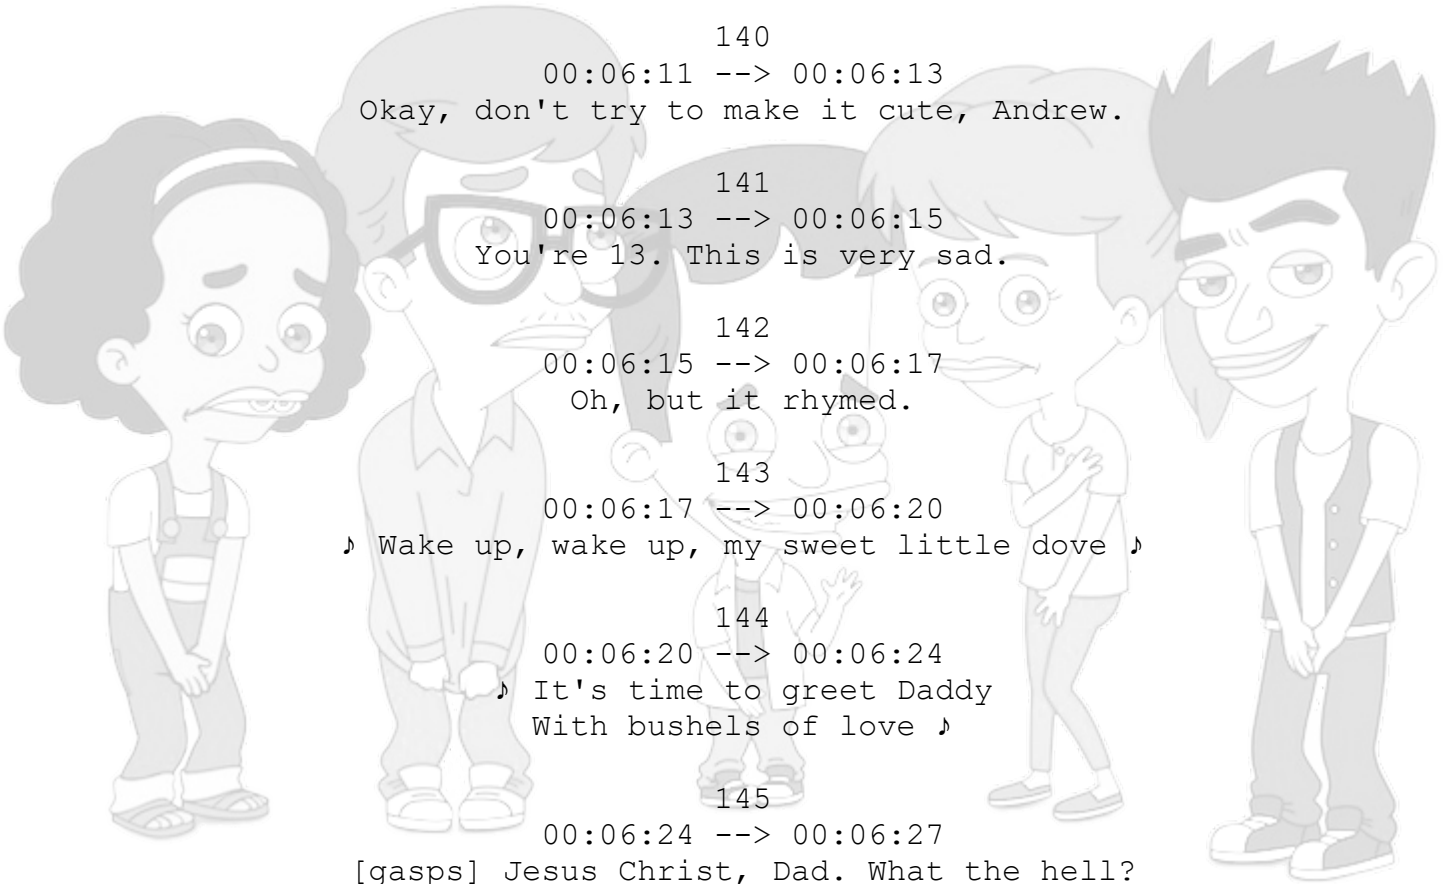 140
00:06:11 --> 00:06:13
Okay, don't try to make it cute, Andrew.
141
00:06:13 --> 00:06:15
You're 13. This is very sad.
142
00:06:15 --> 00:06:17
Oh, but it rhymed.
143
00:06:17 --> 00:06:20
♪ Wake up, wake up, my sweet little dove ♪
144
00:06:20 --> 00:06:24
♪ It's time to greet Daddy
With bushels of love ♪
145
00:06:24 --> 00:06:27
[gasps] Jesus Christ, Dad. What the hell?